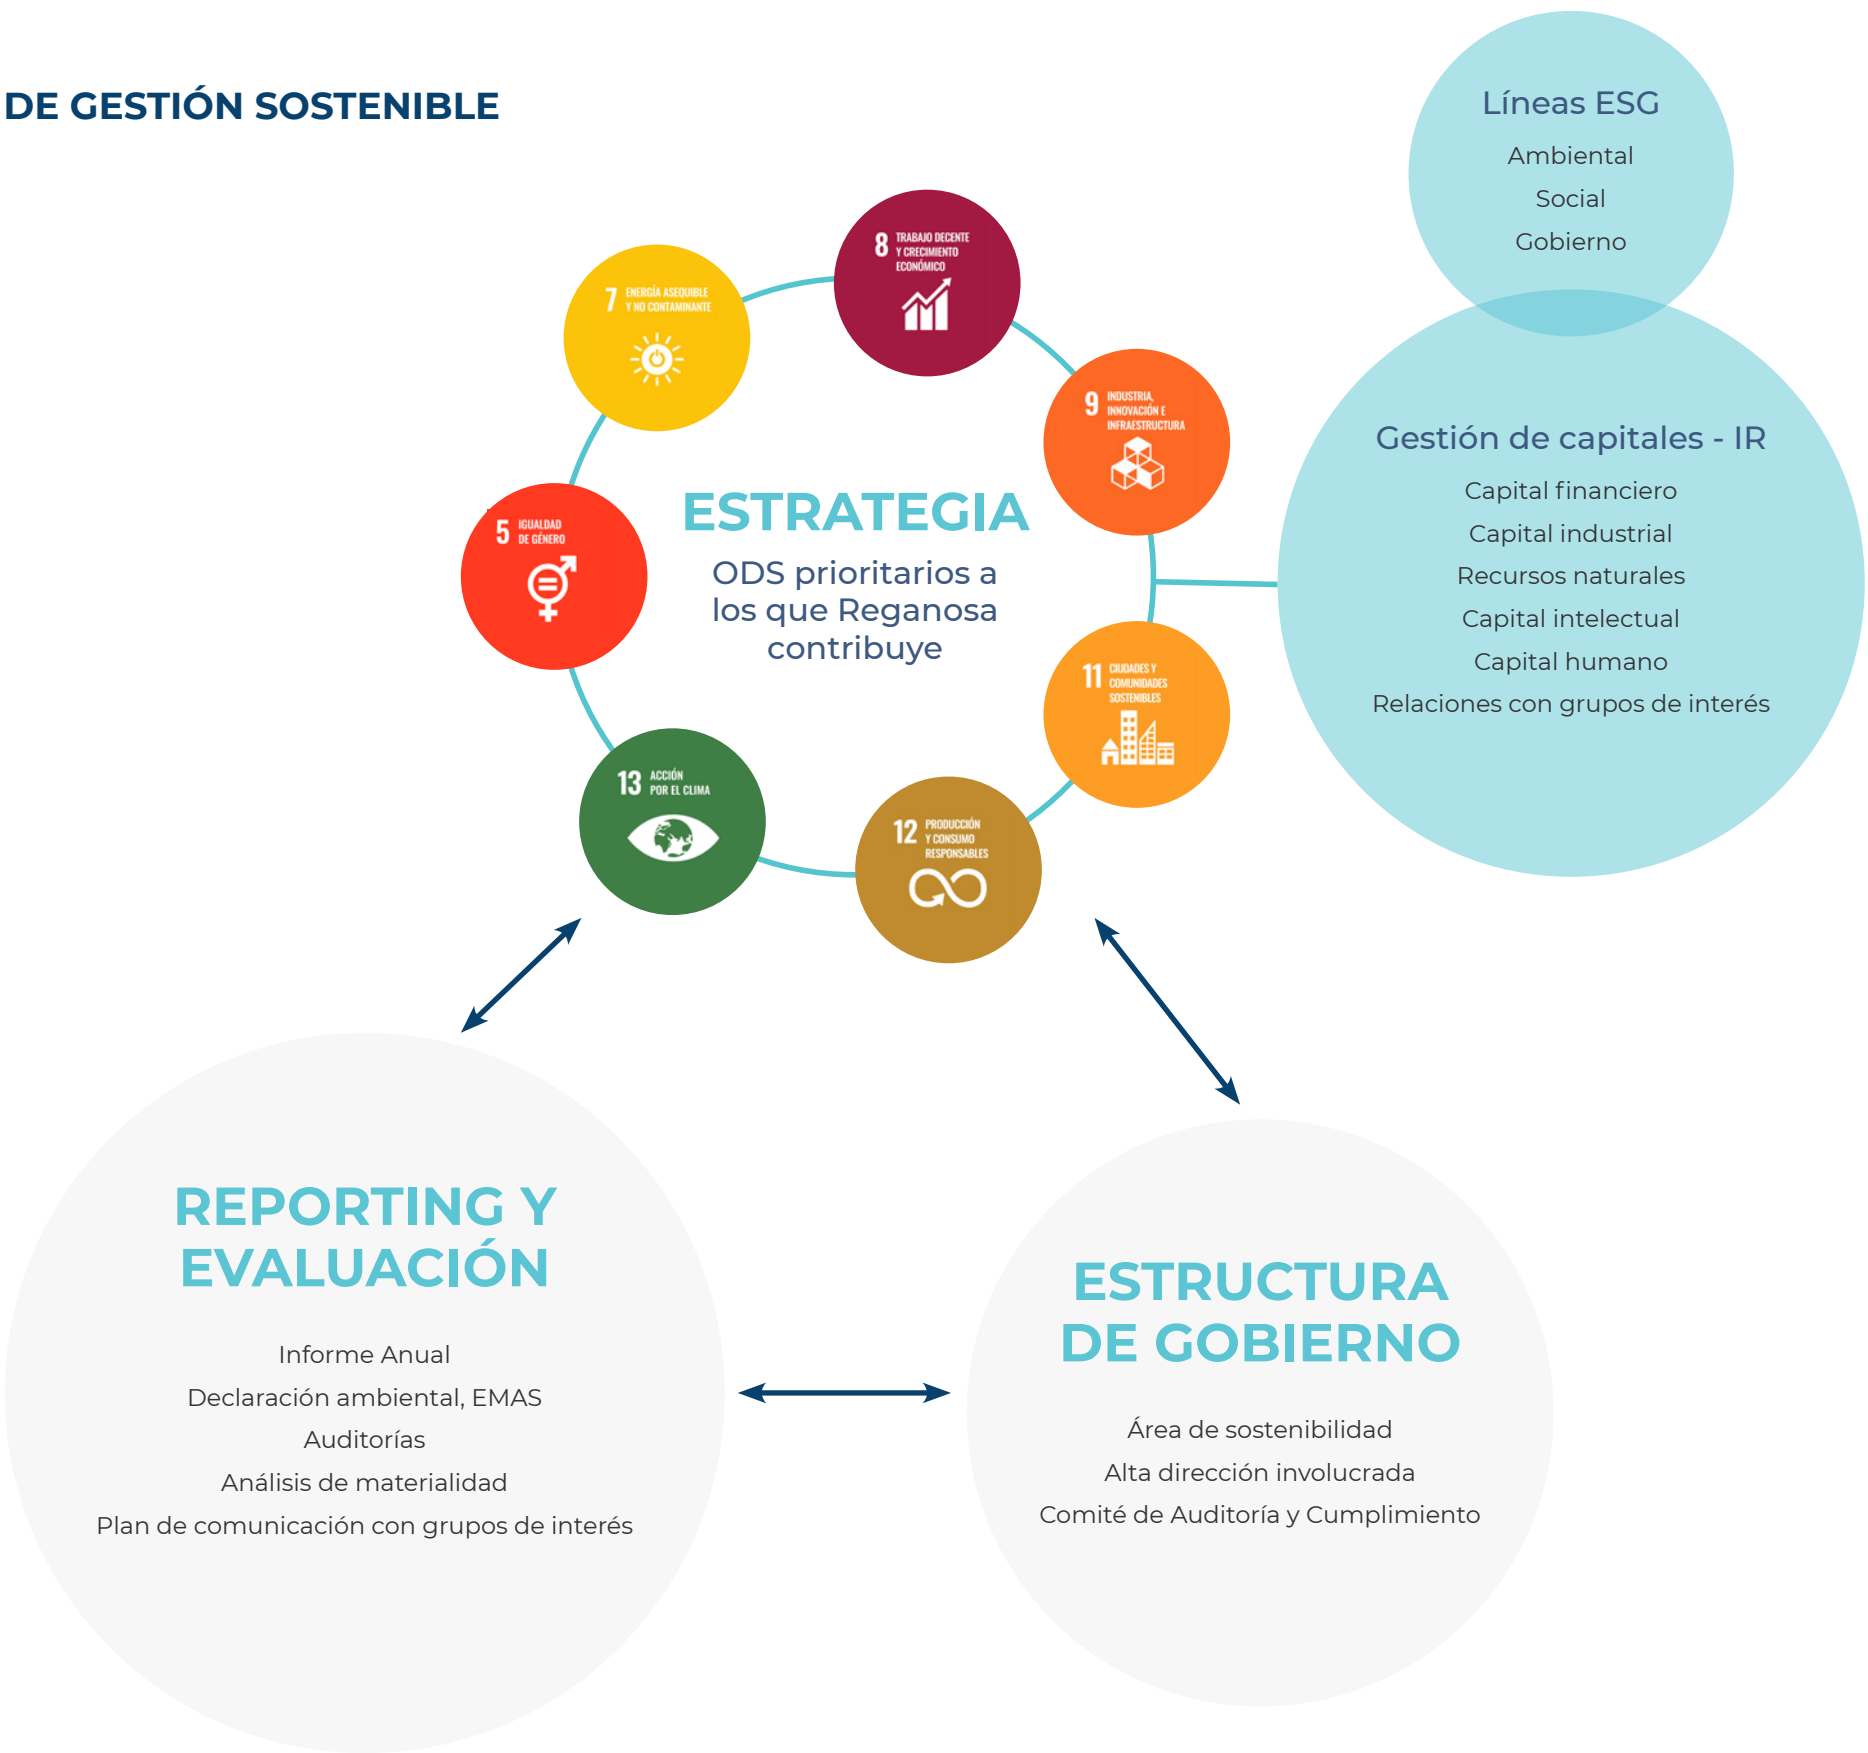 DE GESTIÓN SOSTENIBLE
Líneas ESG
Ambiental
Social
Gobierno
8 TRABAJO DECENTE
Y CRECIMIENTO
ECONÓMICO
7 ENERGÍA ASEQUIBLE
Y NO CONTAMINANTE
9 INDUSTRIA,
INNOVACIÓN E
INFRAESTRUCTURA
Gestión de capitales - IR
Capital financiero
Capital industrial
Recursos naturales
Capital intelectual
Capital humano
Relaciones con grupos de interés
5 IGUALDAD
DE GÉNERO
ESTRATEGIA
ODS prioritarios a
los que Reganosa
contribuye
11 CIUDADES Y
COMUNIDADES
SOSTENIBLES
13 ACCIÓN
POR EL CLIMA
12 PRODUCCIÓN
Y CONSUMO
RESPONSABLES
REPORTING Y
EVALUACIÓN
Informe Anual
Declaración ambiental, EMAS
Auditorías
Análisis de materialidad
Plan de comunicación con grupos de interés
ESTRUCTURA
DE GOBIERNO
Área de sostenibilidad
Alta dirección involucrada
Comité de Auditoría y Cumplimiento